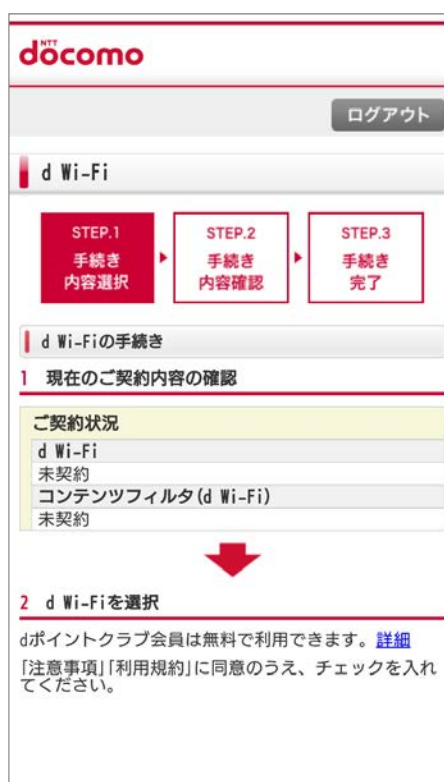 NTT
döcomo
ログアウト
d Wi-Fi
STEP.1
手続き
内容選択
STEP.2
手続き
内容確認
STEP.3
手続き
完了
d Wi-Fiの手続き
1 現在のご契約内容の確認
ご契約状況
d Wi-Fi
未契約
コンテンツフィルタ(d Wi-Fi)
未契約
2 d Wi-Fiを選択
dポイントクラブ会員は無料で利用できます。詳細
「注意事項」「利用規約」に同意のうえ、チェックを入れ
てください。